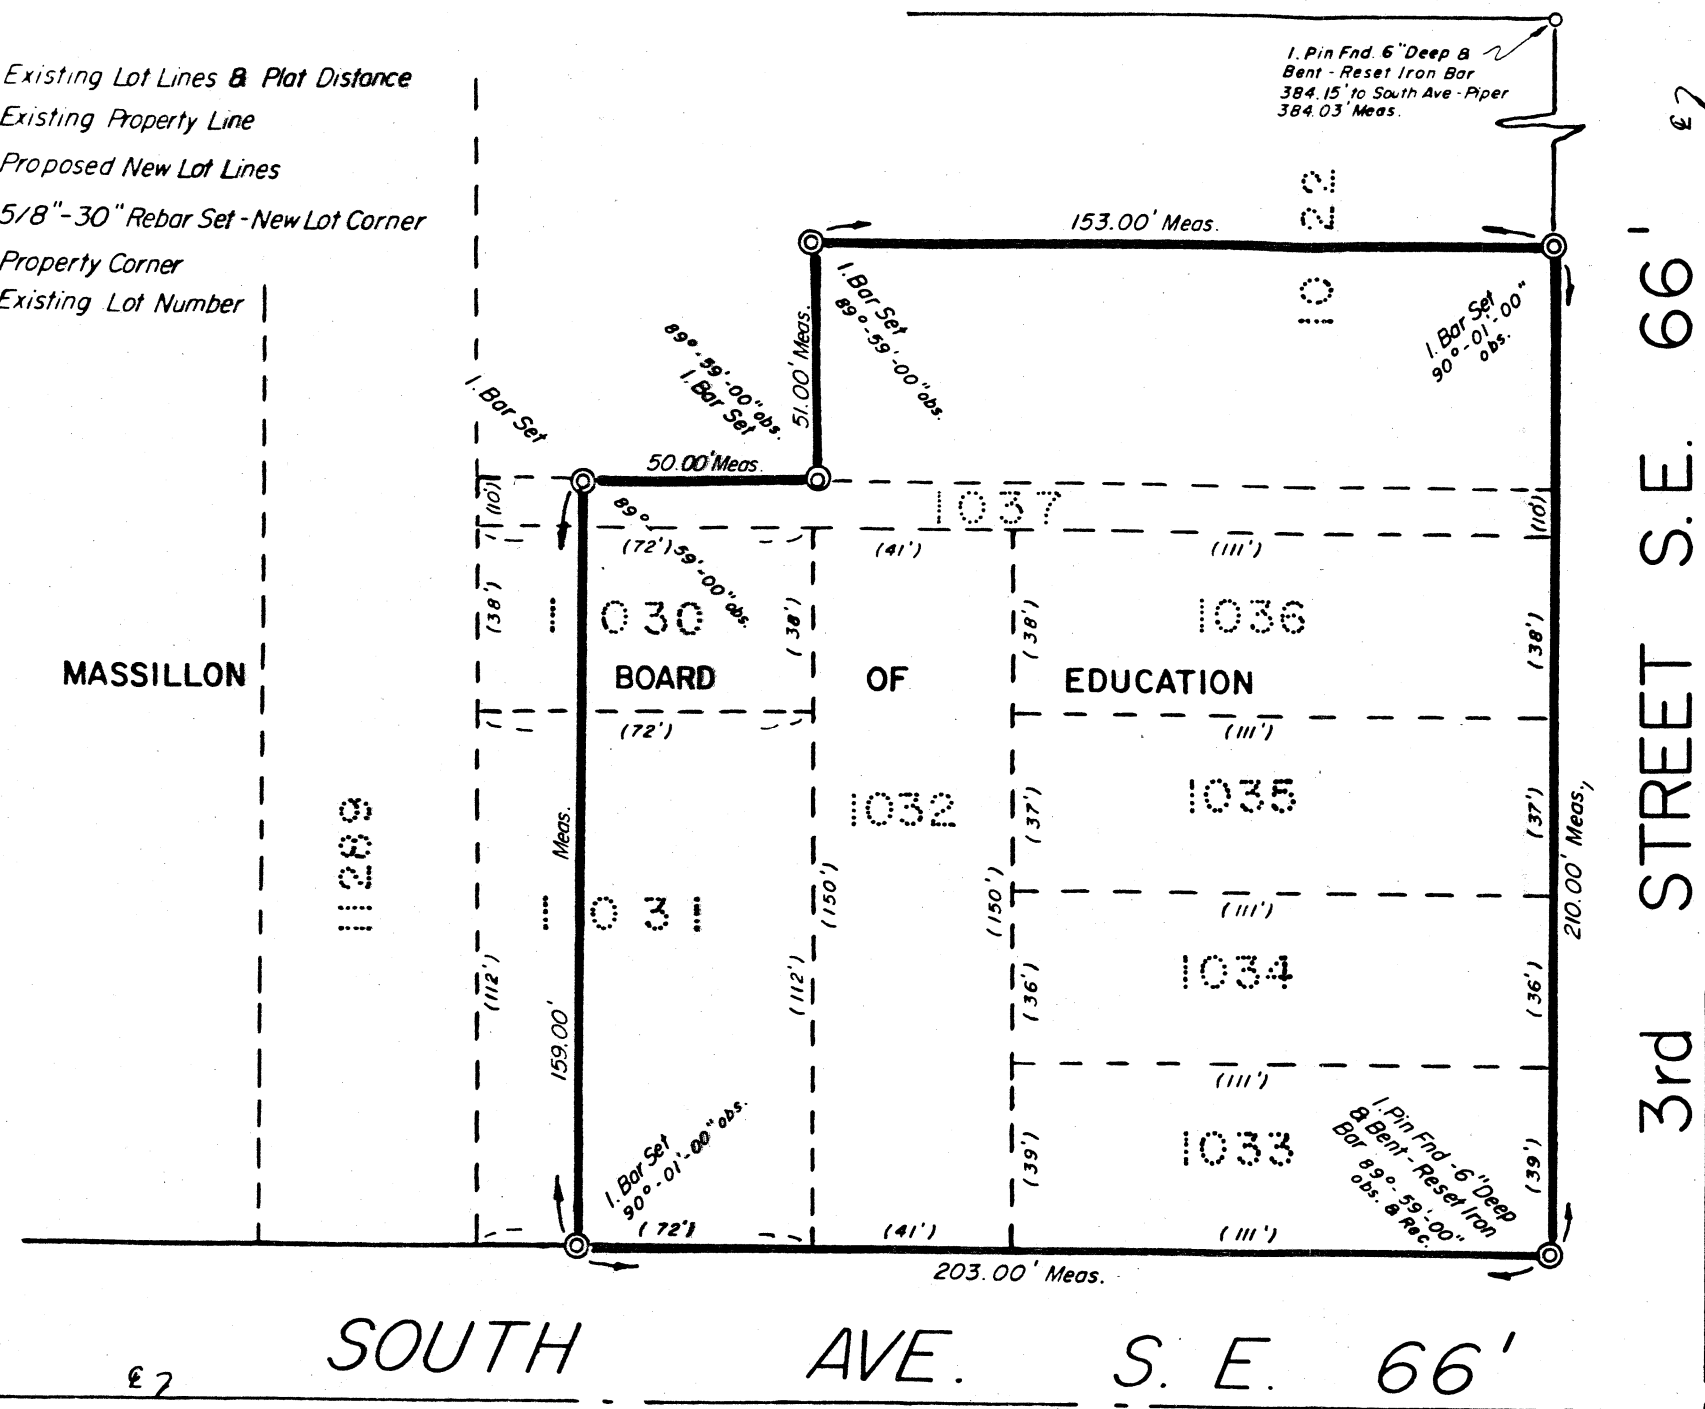 Existing Lot Lines & Plat Distance
Existing Property Line
Proposed New Lot Lines
5/8"-30" Rebar Set - New Lot Corner
Property Corner
Existing Lot Number
I. Pin Fnd. 6" Deep &
Bent - Reset Iron Bar
384.15' to South Ave - Piper
384.03' Meas.
1022
153.00' Meas.
I. Bar Set
89°-59'-00" obs.
I. Bar Set
90°-01'-00"
obs.
51.00' Meas.
89°-59'-00" obs.
I. Bar Set
I. Bar Set
50.00' Meas.
89°-59'-00" obs.
(10')
1037
(10')
(72')
(41')
(111')
(38')
1030
(38')
(38')
1036
(38')
MASSILLON BOARD OF EDUCATION
(72')
(111')
11289
Meas.
159.00'
1031
1032
(37')
1035
(37')
(150')
(150')
(111')
210.00' Meas.
(112')
(112')
(36')
1034
(36')
(111')
I. Bar Set
90°-01'-00" obs.
(39')
1033
(39')
I. Pin Fnd - 6" Deep
& Bent - Reset Iron
Bar 89°-59'-00"
obs. & Rec.
(72')
(41')
(111')
203.00' Meas.
3rd STREET S.E. 66'
SOUTH AVE. S. E. 66'